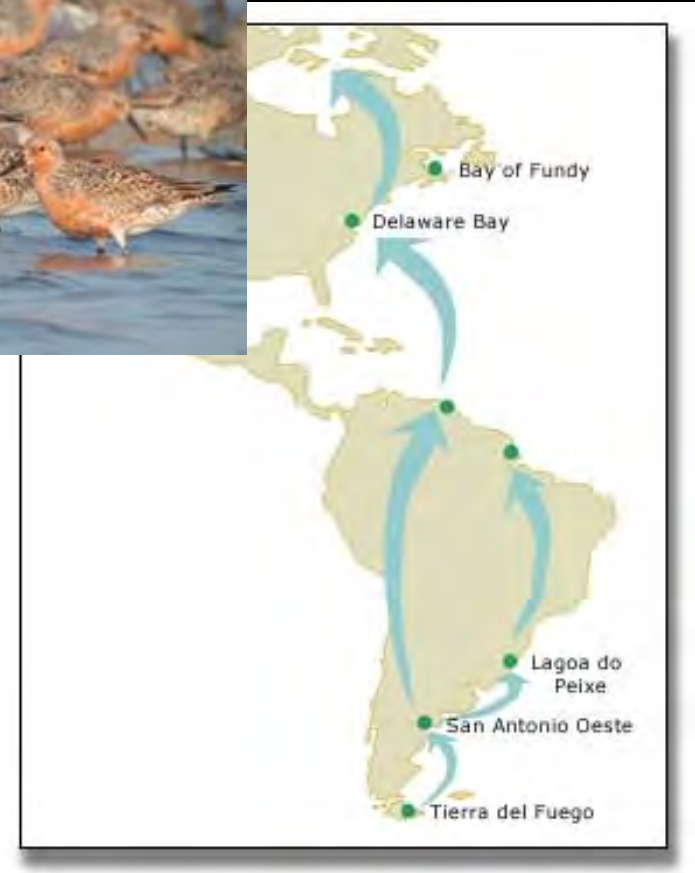 Bay of Fundy
Delaware Bay
Lagoa do
Peixe
San Antonio Oeste
Tierra del Fuego